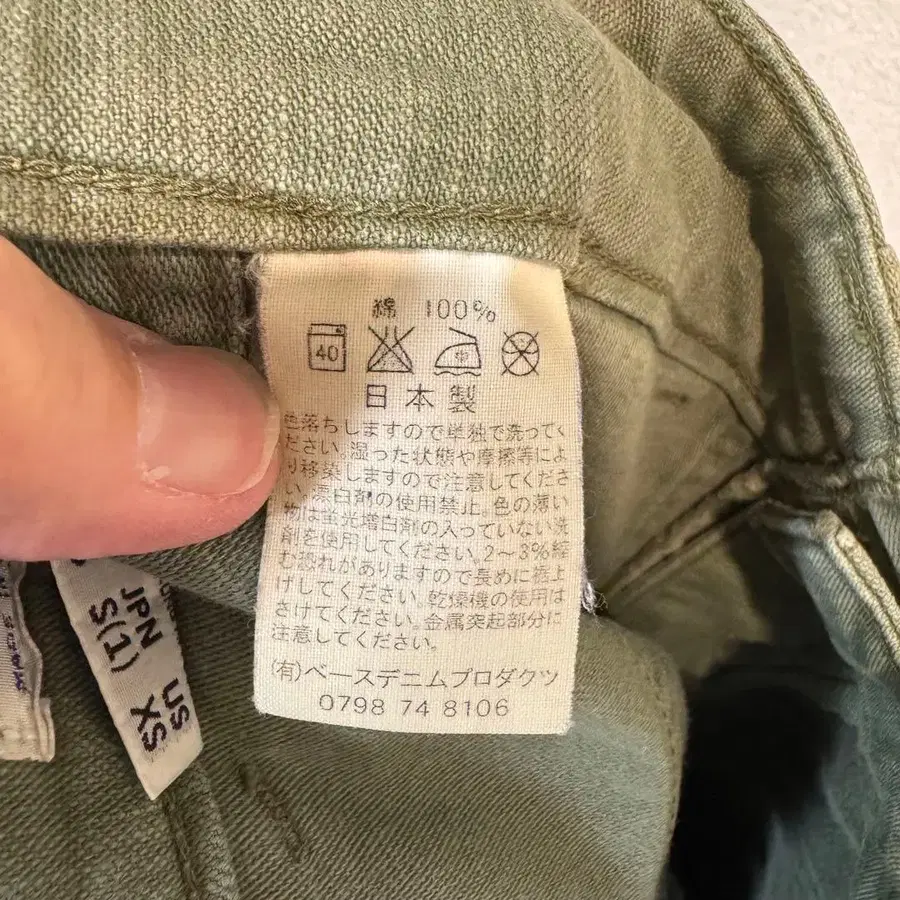 綿 100%
40 中
日本製
色落ちしますので単独で洗ってく
ださい.湿った状態や摩擦等によ
り移染しますので注意してくださ
い.漂白剤の使用禁止.色の薄い
物は蛍光増白剤の入っていない洗
剤を使用してください.2〜3%縮
む恐れがありますので長めに裾上
げしてください.乾燥機の使用は
さけてください.金属突起部分に
注意してください.
(有)ベースデニムプロダクツ
0798 74 8106
JPN
S(1)
US
XS